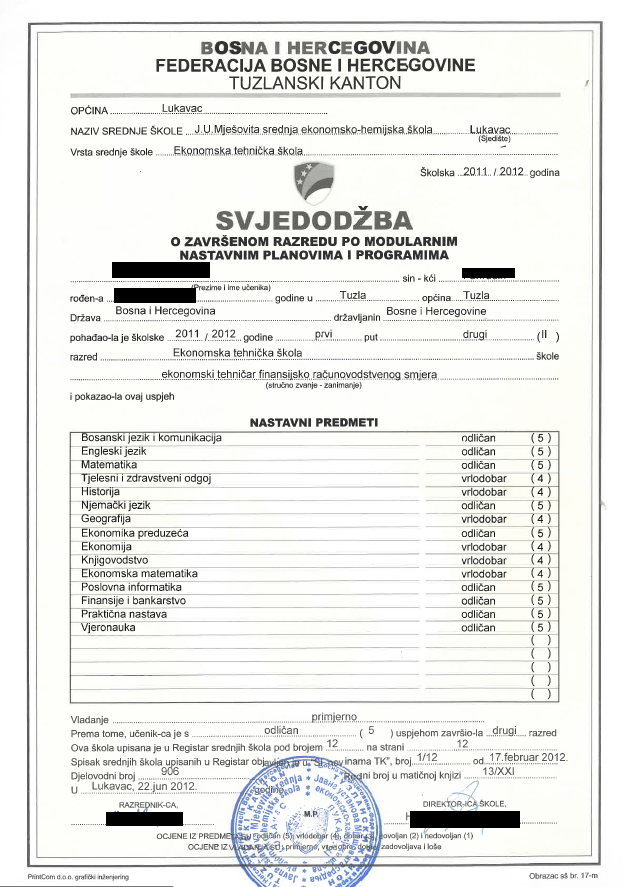 BOSNA I HERCEGOVINA
FEDERACIJA BOSNE I HERCEGOVINE
TUZLANSKI KANTON
OPĆINA Lukavac
NAZIV SREDNJE ŠKOLE J.U.Mješovita srednja ekonomsko-hemijska škola Lukavac
(Sjedište)
Vrsta srednje škole Ekonomska tehnička škola
Školska 2011 / 2012 godina
SVJEDODŽBA
O ZAVRŠENOM RAZREDU PO MODULARNIM
NASTAVNIM PLANOVIMA I PROGRAMIMA
sin - kći
(Prezime i ime učenika)
rođen-a godine u Tuzla općina Tuzla
Država Bosna i Hercegovina državljanin Bosne i Hercegovine
pohađao-la je školske 2011 / 2012 godine prvi put drugi (II)
razred Ekonomska tehnička škola škole
ekonomski tehničar finansijsko računovodstvenog smjera
(stručno zvanje - zanimanje)
i pokazao-la ovaj uspjeh
NASTAVNI PREDMETI
Bosanski jezik i komunikacija odličan (5)
Engleski jezik odličan (5)
Matematika odličan (5)
Tjelesni i zdravstveni odgoj vrlodobar (4)
Historija vrlodobar (4)
Njemački jezik odličan (5)
Geografija vrlodobar (4)
Ekonomika preduzeća odličan (5)
Ekonomija vrlodobar (4)
Knjigovodstvo vrlodobar (4)
Ekonomska matematika vrlodobar (4)
Poslovna informatika odličan (5)
Finansije i bankarstvo odličan (5)
Praktična nastava odličan (5)
Vjeronauka odličan (5)
( )
( )
( )
( )
( )
Vladanje primjerno
Prema tome, učenik-ca je s odličan (5) uspjehom završio-la drugi razred
Ova škola upisana je u Registar srednjih škola pod brojem 12 na strani 12
Spisak srednjih škola upisanih u Registar objavljen je u "Sl. novinama TK", broj 1/12 od 17.februar 2012.
Djelovodni broj 906 Redni broj u matičnoj knjizi 13/XXI
U Lukavac, 22.jun 2012. godine
RAZREDNIK-CA, DIREKTOR-ICA ŠKOLE,
M.P.
OCJENE IZ PREDMETA SU: odličan (5), vrlodobar (4), dobar (3), dovoljan (2) i nedovoljan (1)
OCJENE IZ VLADANJA SU: primjerno, vrlodobro, dobro, zadovoljava i loše
PrintCom d.o.o. grafički inženjering Obrazac sš br. 17-m